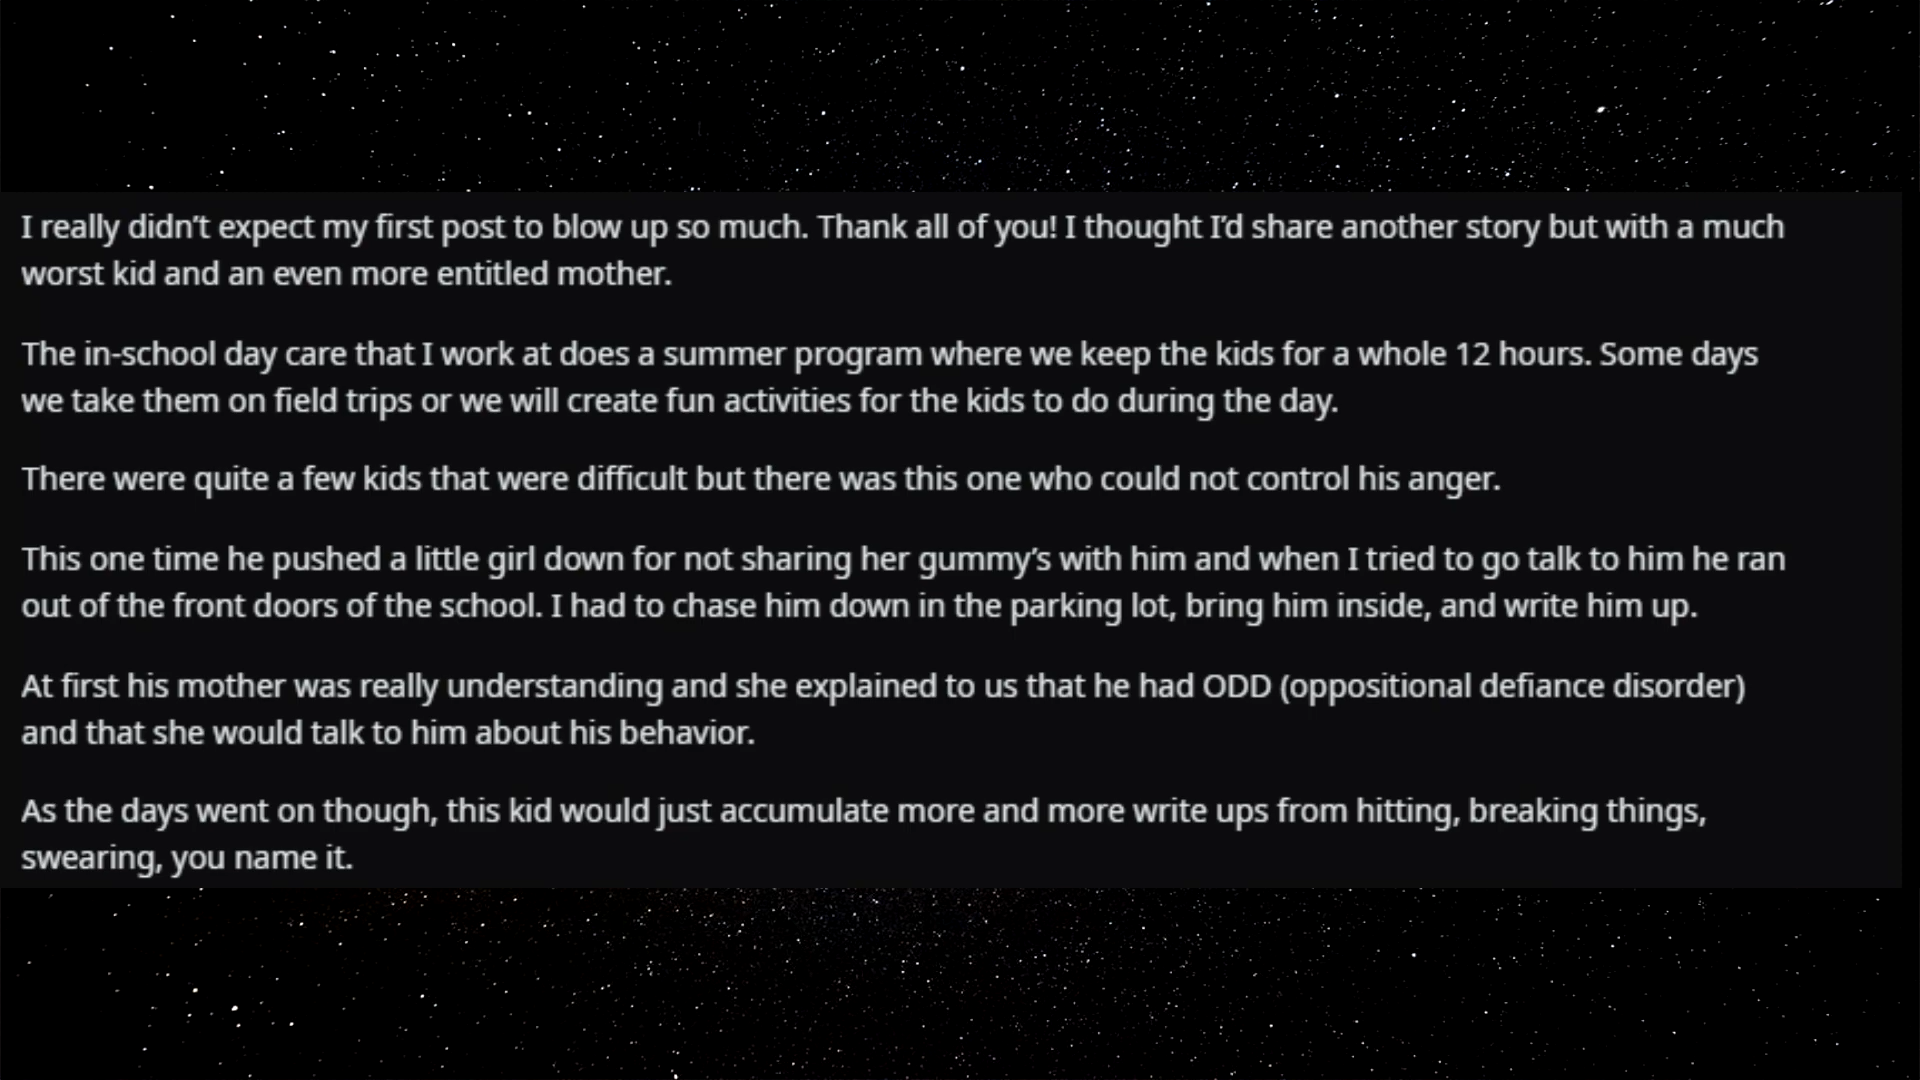 I really didn’t expect my first post to blow up so much. Thank all of you! I thought I’d share another story but with a much
worst kid and an even more entitled mother.
The in-school day care that I work at does a summer program where we keep the kids for a whole 12 hours. Some days
we take them on field trips or we will create fun activities for the kids to do during the day.
There were quite a few kids that were difficult but there was this one who could not control his anger.
This one time he pushed a little girl down for not sharing her gummy’s with him and when I tried to go talk to him he ran
out of the front doors of the school. I had to chase him down in the parking lot, bring him inside, and write him up.
At first his mother was really understanding and she explained to us that he had ODD (oppositional defiance disorder)
and that she would talk to him about his behavior.
As the days went on though, this kid would just accumulate more and more write ups from hitting, breaking things,
swearing, you name it.